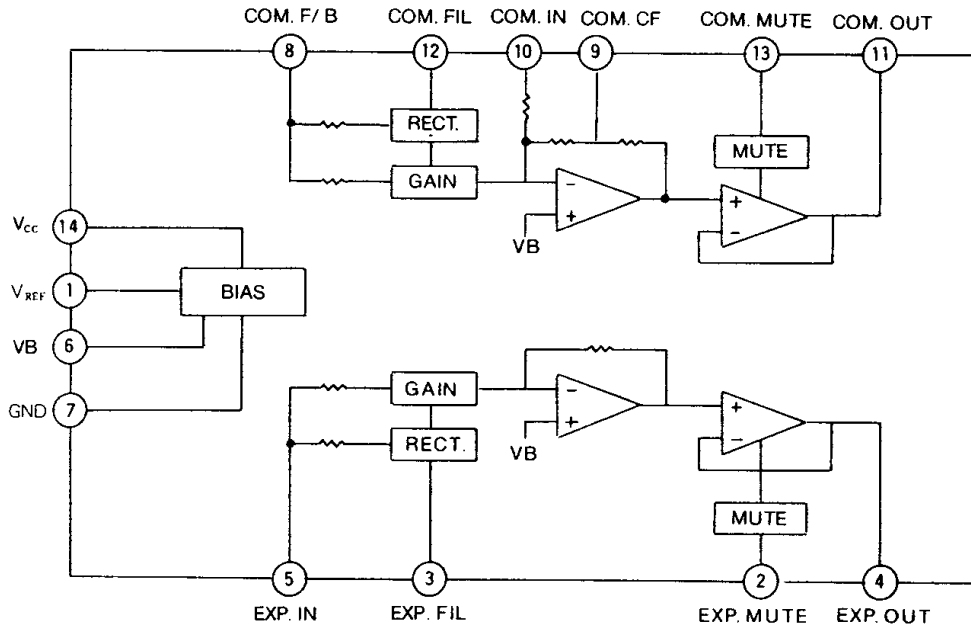 COM. F/B COM. FIL COM. IN COM. CF COM. MUTE COM. OUT
8 12 10 9 13 11
RECT.
MUTE
GAIN
−
+
VB
+
−
Vcc 14
VREF 1
BIAS
VB 6
GND 7
GAIN
RECT.
−
+
VB
+
−
MUTE
5 3 2 4
EXP. IN EXP. FIL EXP. MUTE EXP. OUT